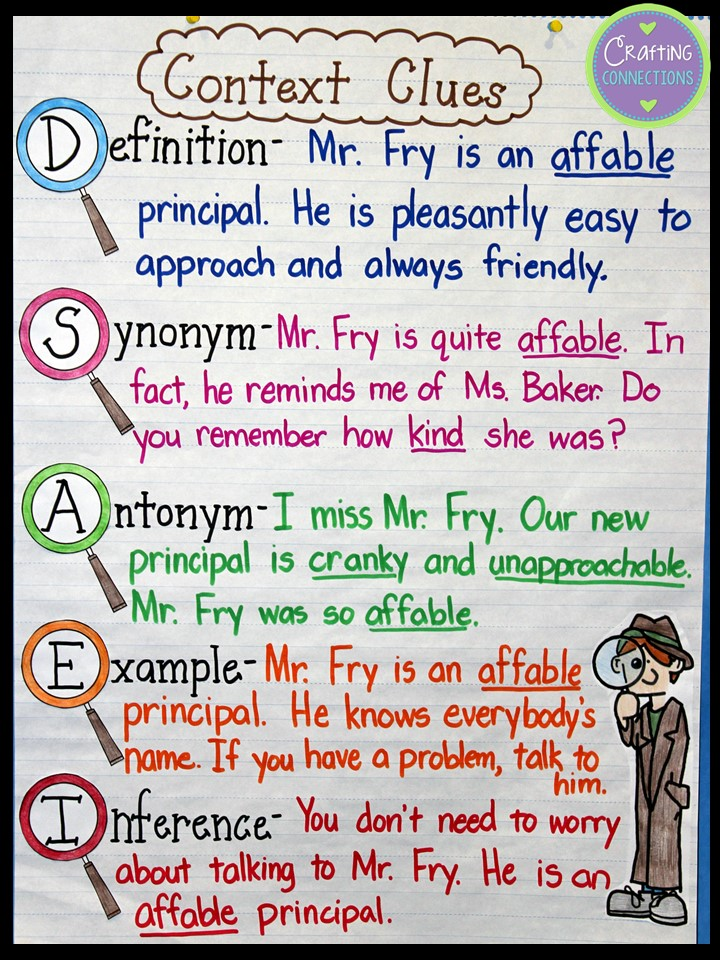 Crafting
CONNECTIONS
Context Clues
Definition- Mr. Fry is an affable
principal. He is pleasantly easy to
approach and always friendly.
Synonym- Mr. Fry is quite affable. In
fact, he reminds me of Ms. Baker. Do
you remember how kind she was?
Antonym- I miss Mr. Fry. Our new
principal is cranky and unapproachable.
Mr. Fry was so affable.
Example- Mr. Fry is an affable
principal. He knows everybody's
name. If you have a problem, talk to
him.
Inference- You don't need to worry
about talking to Mr. Fry. He is an
affable principal.